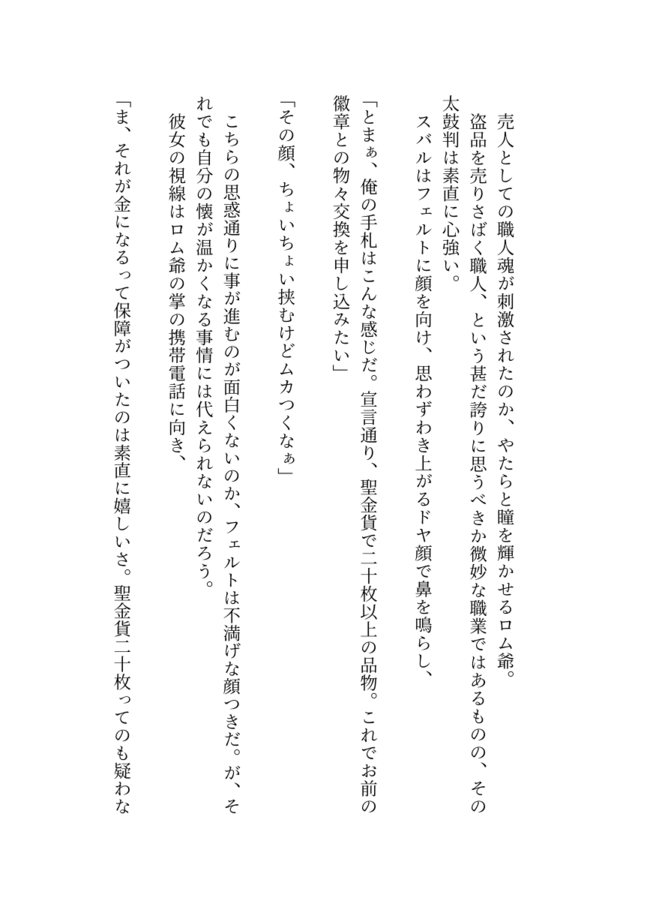 売人としての職人魂が刺激されたのか、やたらと瞳を輝かせるロム爺。
　盗品を売りさばく職人、という甚だ誇りに思うべきか微妙な職業ではあるものの、その
太鼓判は素直に心強い。
　スバルはフェルトに顔を向け、思わずわき上がるドヤ顔で鼻を鳴らし、
「とまぁ、俺の手札はこんな感じだ。宣言通り、聖金貨で二十枚以上の品物。これでお前の
徽章との物々交換を申し込みたい」
「その顔、ちょいちょい挟むけどムカつくなぁ」
　こちらの思惑通りに事が進むのが面白くないのか、フェルトは不満げな顔つきだ。が、そ
れでも自分の懐が温かくなる事情には代えられないのだろう。
　彼女の視線はロム爺の掌の携帯電話に向き、
「ま、それが金になるって保障がついたのは素直に嬉しいさ。聖金貨二十枚ってのも疑わな